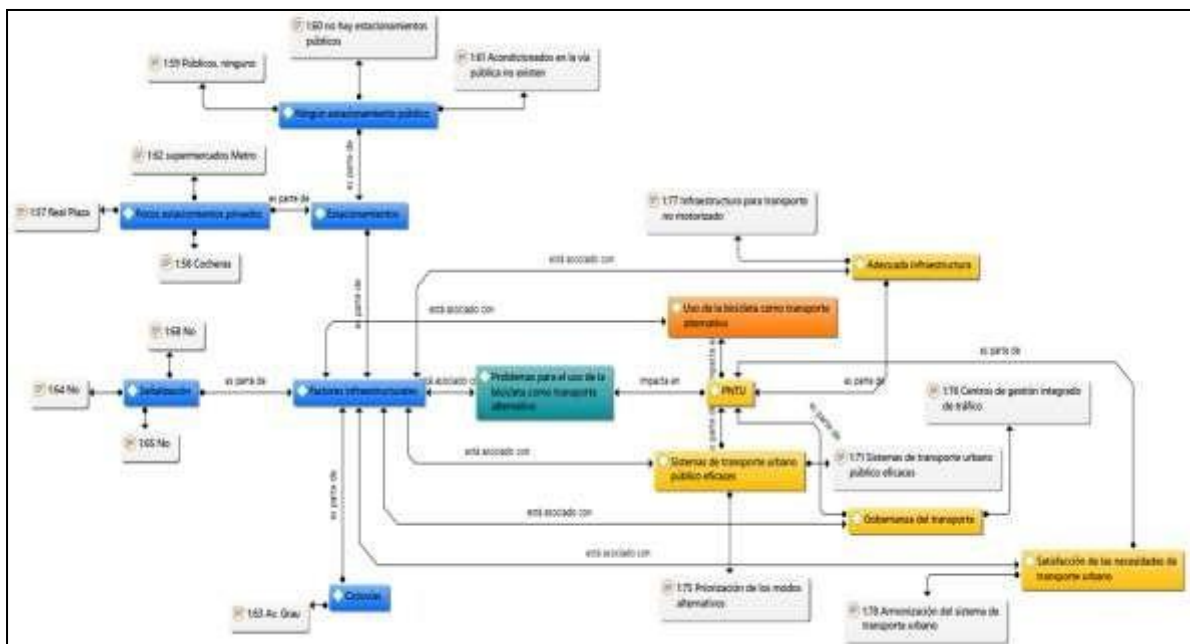 1:60 no hay estacionamientos
públicos
1:59 Públicos, ninguno
1:61 Acondicionados en la vía
pública no existen
Ningún estacionamiento público
es parte de
1:62 supermercados Metro
1:57 Real Plaza
Pocos estacionamientos privados
es parte de
Estacionamientos
1:58 Cocheras
1:77 Infraestructura para transporte
no motorizado
está asociado con
Adecuada infraestructura
es parte de
está asociado con
Uso de la bicicleta como transporte
alternativo
es parte de
1:68 No
1:64 No
Señalización
es parte de
Factores infraestructurales
está asociado
Problemas para el uso de la
bicicleta como transporte
alternativo
impacta en
PNTU
es parte de
impacta
1:76 Centros de gestión integrado
de tráfico
1:65 No
parte de
es parte de
está asociado con
Sistemas de transporte urbano
público eficaces
1:71 Sistemas de transporte urbano
público eficaces
está asociado con
Gobernanza del transporte
es parte de
está asociado con
Satisfacción de las necesidades de
transporte urbano
1:75 Priorización de los modos
alternativos
1:63 Av. Grau
Ciclovías
1:78 Armonización del sistema de
transporte urbano